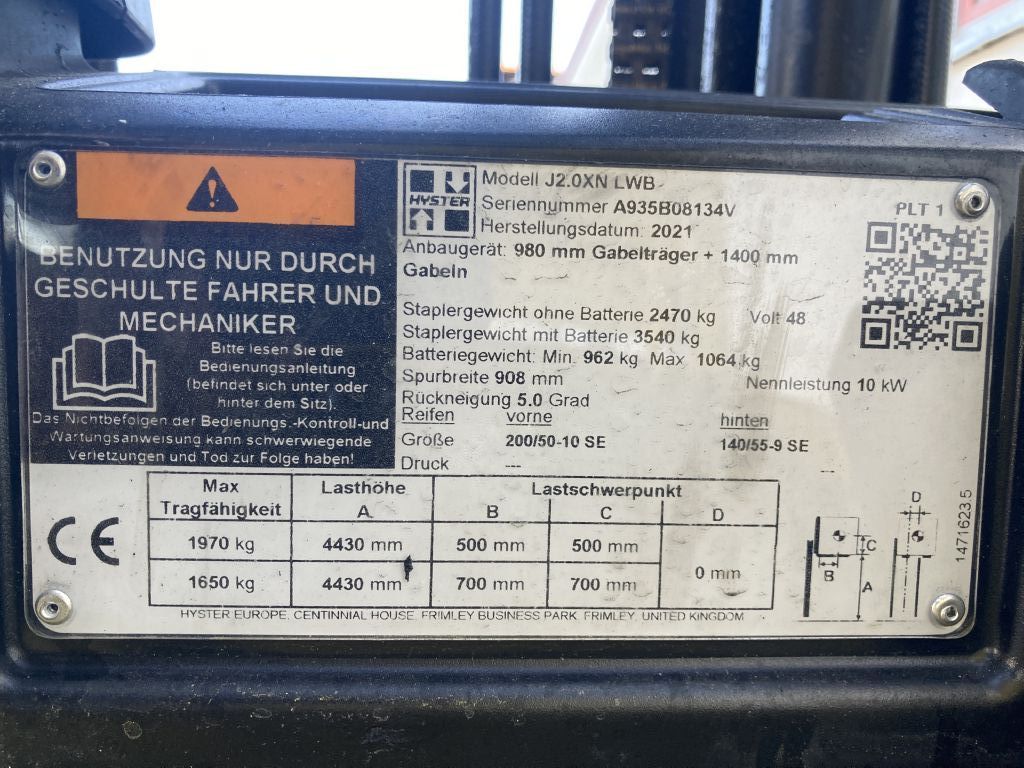 BENUTZUNG NUR DURCH
GESCHULTE FAHRER UND
MECHANIKER
Bitte lesen Sie die
Bedienungsanleitung
(befindet sich unter oder
hinter dem Sitz).
Das Nichtbefolgen der Bedienungs.-Kontroll-und
Wartungsanweisung kann schwerwiegende
Verletzungen und Tod zur Folge haben!
HYSTER
Modell J2.0XN LWB
Seriennummer A935B08134V
Herstellungsdatum: 2021
PLT 1
Anbaugerät: 980 mm Gabelträger + 1400 mm
Gabeln
Staplergewicht ohne Batterie 2470 kg Volt 48
Staplergewicht mit Batterie 3540 kg
Batteriegewicht: Min. 962 kg Max 1064 kg
Spurbreite 908 mm Nennleistung 10 kW
Rückneigung 5.0 Grad
Reifen vorne hinten
Größe 200/50-10 SE 140/55-9 SE
Druck --- --
Max Tragfähigkeit Lasthöhe A Lastschwerpunkt B C D
1970 kg 4430 mm 500 mm 500 mm
1650 kg 4430 mm 700 mm 700 mm 0 mm
CE
D
C
B
A
1471623.5
HYSTER EUROPE, CENTINNIAL HOUSE, FRIMLEY BUSINESS PARK, FRIMLEY, UNITED KINGDOM